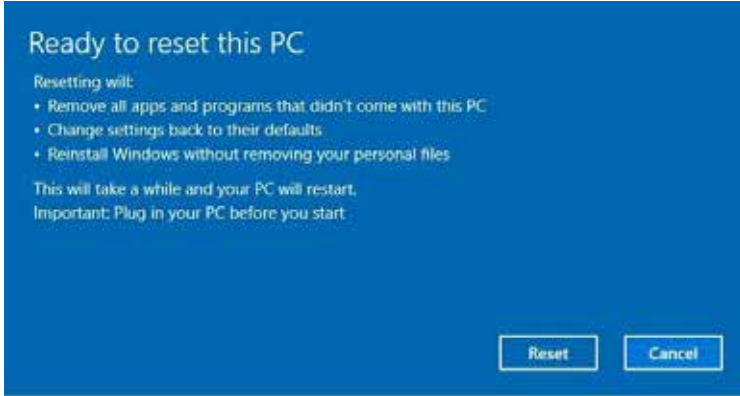 Ready to reset this PC
Resetting will:
• Remove all apps and programs that didn't come with this PC
• Change settings back to their defaults
• Reinstall Windows without removing your personal files
This will take a while and your PC will restart.
Important: Plug in your PC before you start
Reset
Cancel